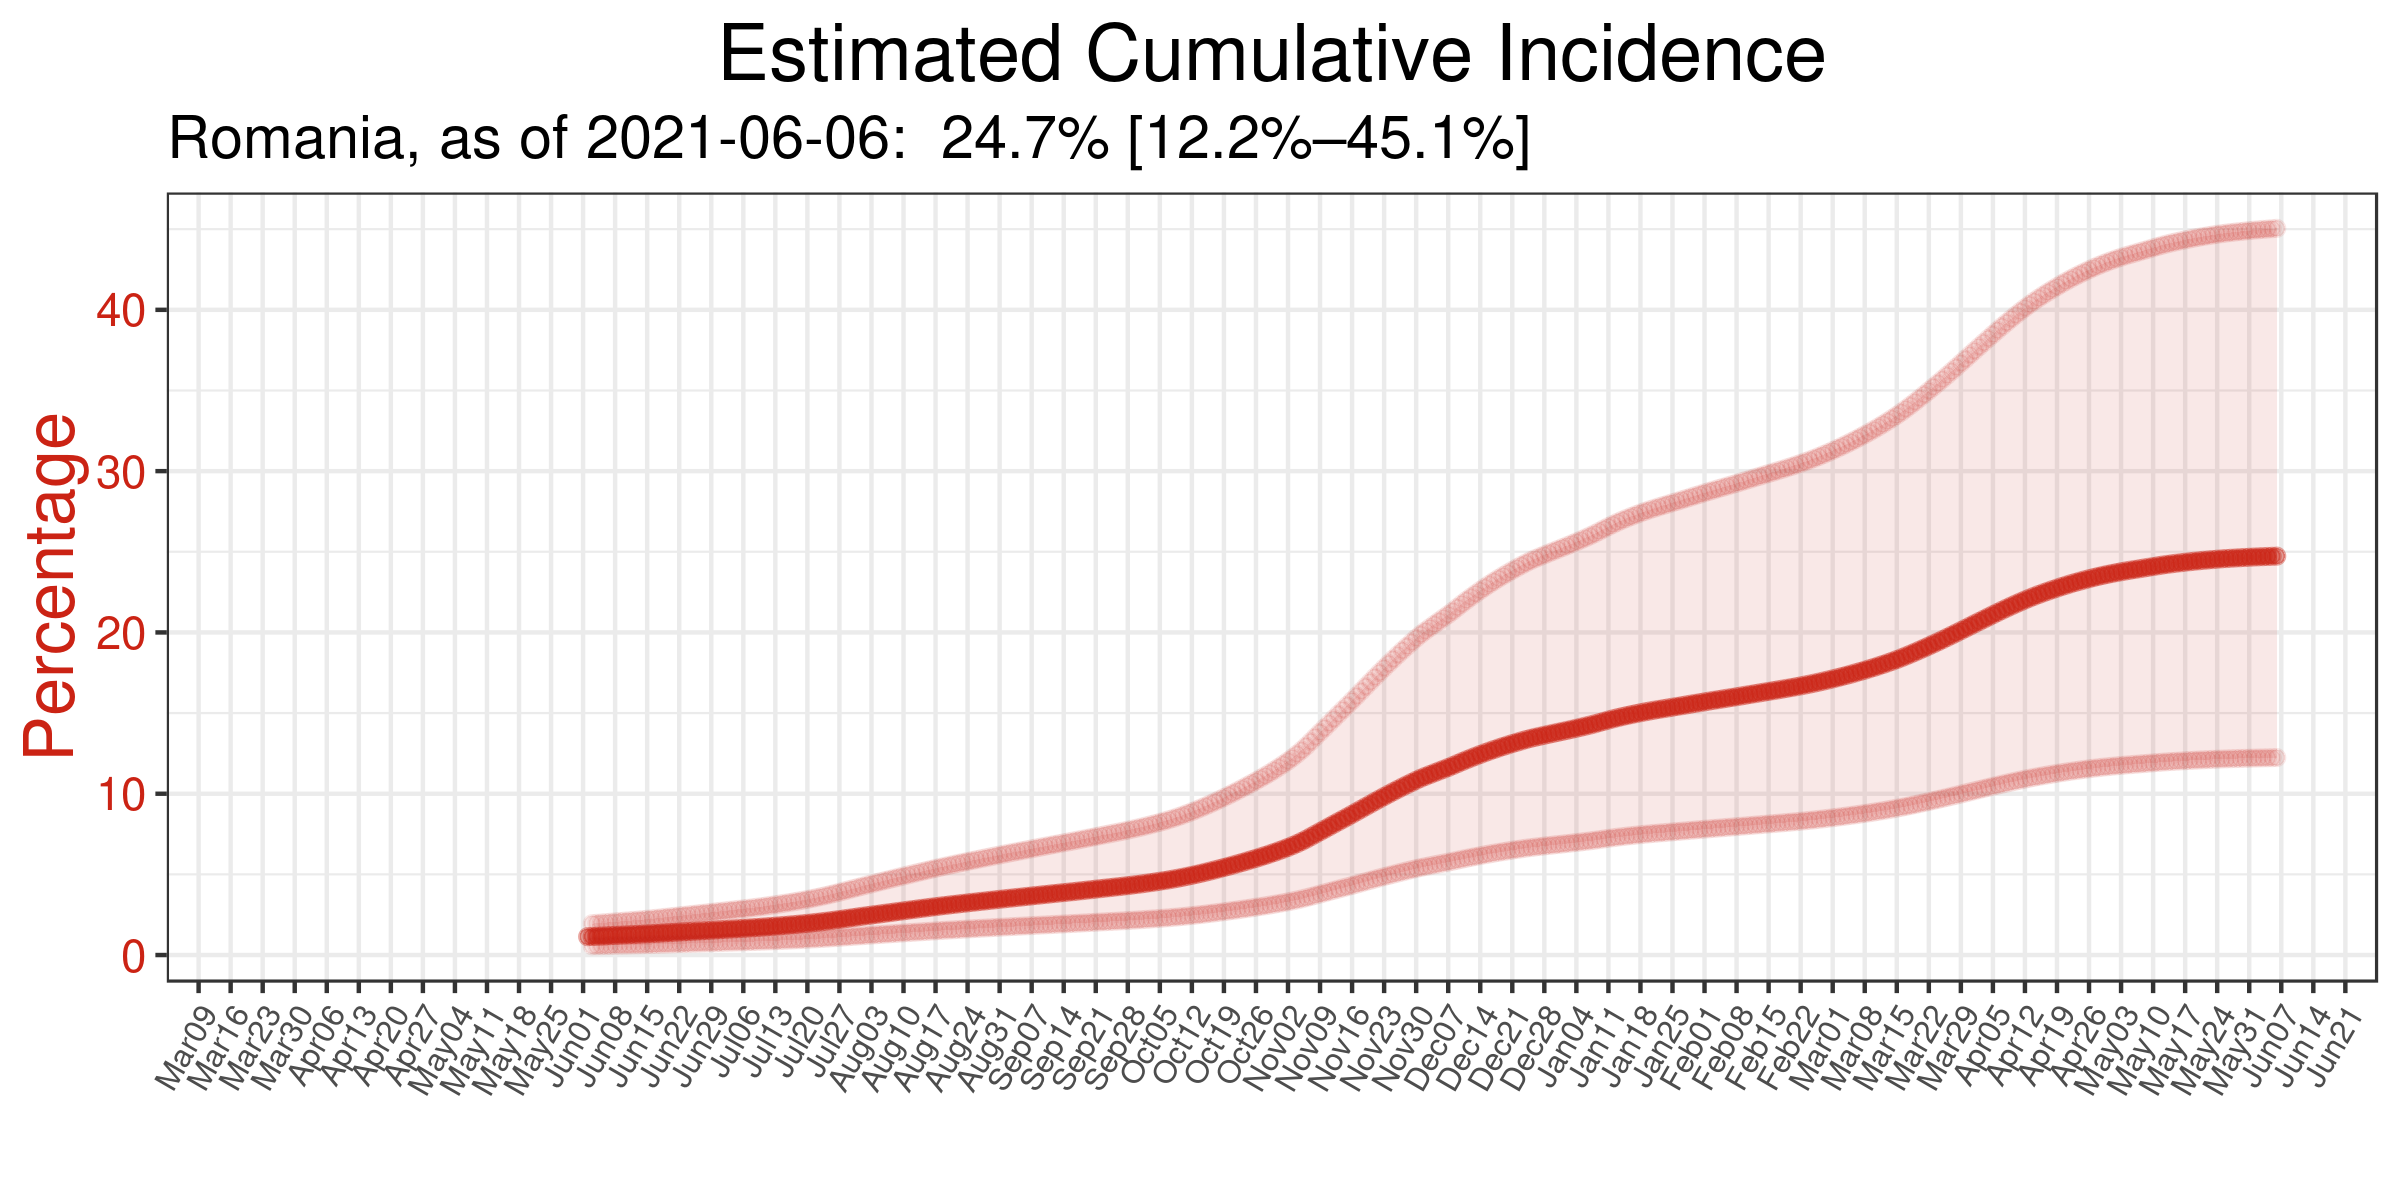 Estimated Cumulative Incidence
Romania, as of 2021-06-06:  24.7% [12.2%–45.1%]
Percentage
40
30
20
10
0
Mar09
Mar16
Mar23
Mar30
Apr06
Apr13
Apr20
Apr27
May04
May11
May18
May25
Jun01
Jun08
Jun15
Jun22
Jun29
Jul06
Jul13
Jul20
Jul27
Aug03
Aug10
Aug17
Aug24
Aug31
Sep07
Sep14
Sep21
Sep28
Oct05
Oct12
Oct19
Oct26
Nov02
Nov09
Nov16
Nov23
Nov30
Dec07
Dec14
Dec21
Dec28
Jan04
Jan11
Jan18
Jan25
Feb01
Feb08
Feb15
Feb22
Mar01
Mar08
Mar15
Mar22
Mar29
Apr05
Apr12
Apr19
Apr26
May03
May10
May17
May24
May31
Jun07
Jun14
Jun21